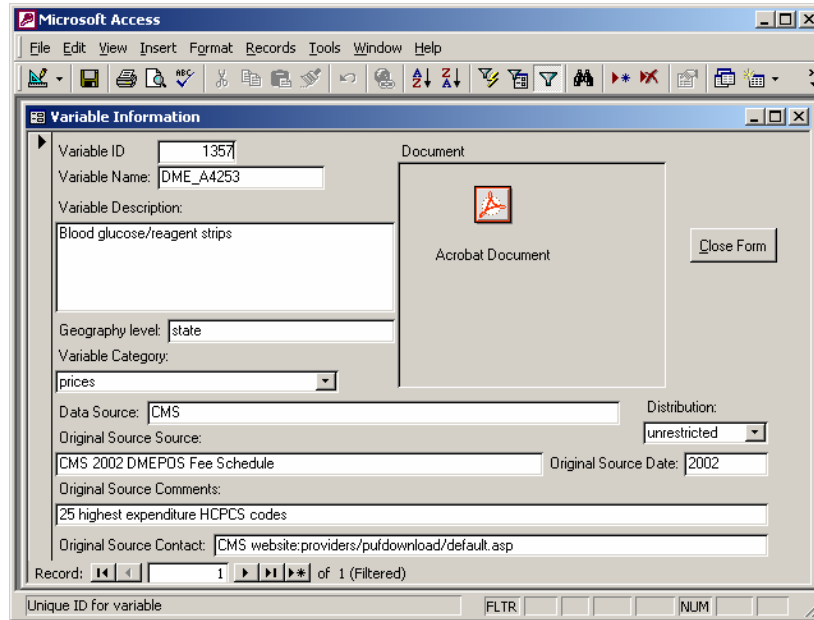 Microsoft Access
File Edit View Insert Format Records Tools Window Help
Variable Information
Variable ID 1357
Document
Variable Name: DME_A4253
Variable Description:
Blood glucose/reagent strips
Acrobat Document
Close Form
Geography level: state
Variable Category:
prices
Data Source: CMS
Distribution:
unrestricted
Original Source Source:
CMS 2002 DMEPOS Fee Schedule
Original Source Date: 2002
Original Source Comments:
25 highest expenditure HCPCS codes
Original Source Contact: CMS website:providers/pufdownload/default.asp
Record: 1 of 1 (Filtered)
Unique ID for variable FLTR NUM